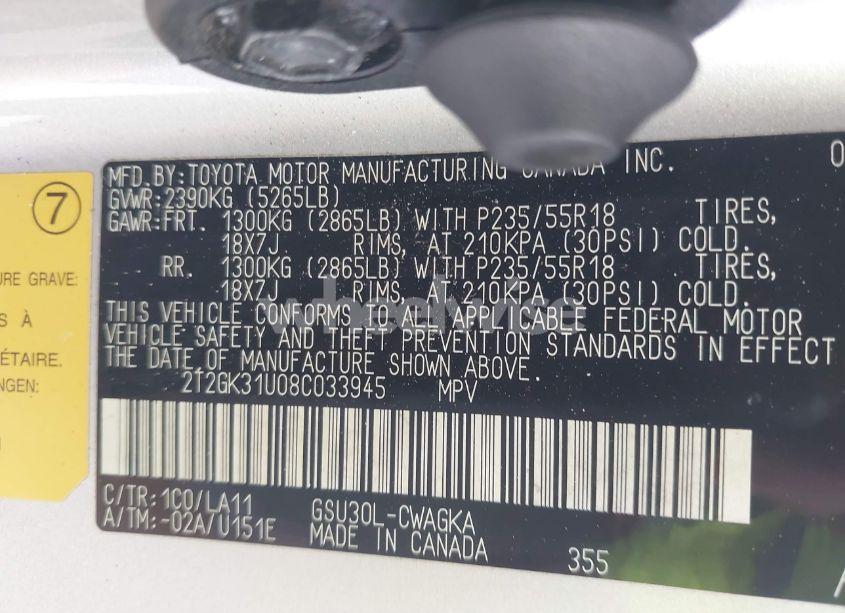 7
URE GRAVE:
S À
ÉTAIRE.
NGEN:
MFD.BY:TOYOTA MOTOR MANUFACTURING CANADA INC. 0
GVWR:2390KG (5265LB)
GAWR:FRT. 1300KG (2865LB) WITH P235/55R18 TIRES,
18X7J RIMS, AT 210KPA (30PSI) COLD.
RR. 1300KG (2865LB) WITH P235/55R18 TIRES,
18X7J RIMS, AT 210KPA (30PSI) COLD.
THIS VEHICLE CONFORMS TO ALL APPLICABLE FEDERAL MOTOR
VEHICLE SAFETY AND THEFT PREVENTION STANDARDS IN EFFECT
THE DATE OF MANUFACTURE SHOWN ABOVE.
2T2GK31U08C033945 MPV
C/TR:1C0/LA11 GSU30L-CWAGKA
A/TM:-02A/U151E MADE IN CANADA 355